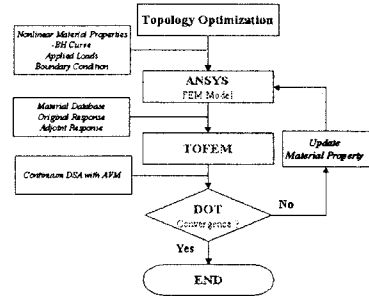 Topology Optimization
Nonlinear Material Properties
-BH Curve
Applied Loads
Boundary Condition
ANSYS
FEM Model
Material Database
Original Response
Adjoint Response
TOFEM
Update
Material Property
Continuum DSA with AVM
DOT
Convergence ?
No
Yes
END